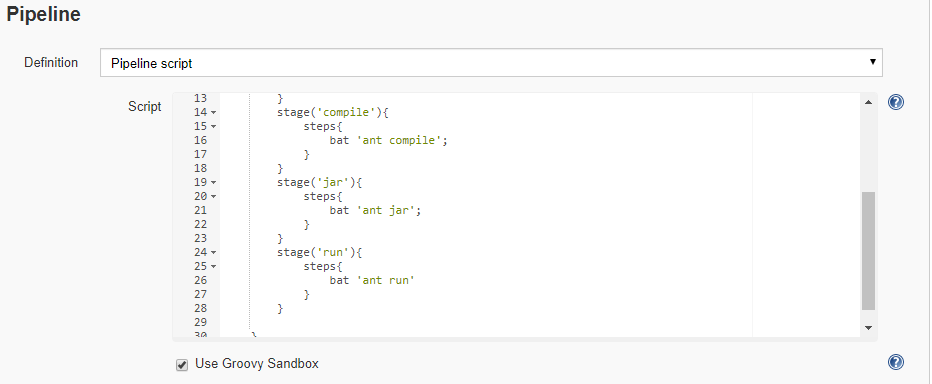 Pipeline
Definition
Pipeline script
Script
13 }
14 stage('compile'){
15 steps{
16 bat 'ant compile';
17 }
18 }
19 stage('jar'){
20 steps{
21 bat 'ant jar';
22 }
23 }
24 stage('run'){
25 steps{
26 bat 'ant run'
27 }
28 }
29
30 }
Use Groovy Sandbox